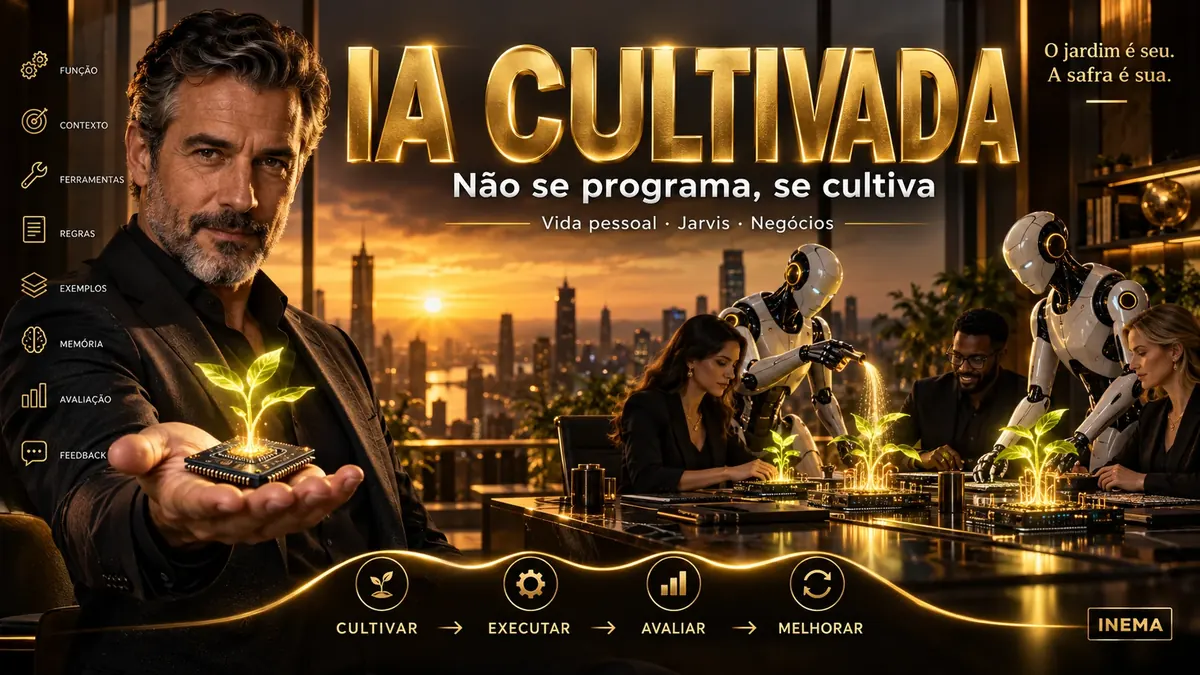 IA CULTIVADA
Não se programa, se cultiva
Vida pessoal · Jarvis · Negócios
O jardim é seu.
A safra é sua.
FUNÇÃO
CONTEXTO
FERRAMENTAS
REGRAS
EXEMPLOS
MEMÓRIA
AVALIAÇÃO
FEEDBACK
CULTIVAR → EXECUTAR → AVALIAR → MELHORAR
INEMA